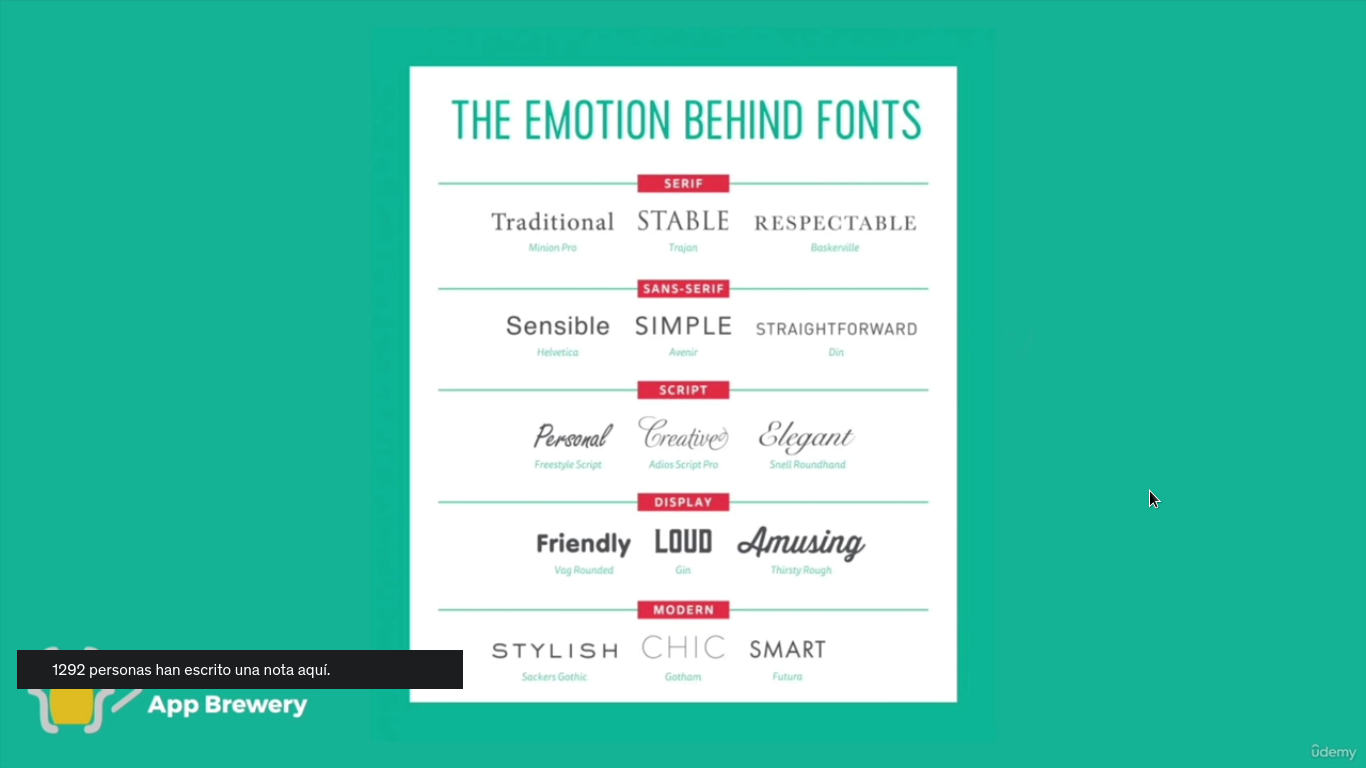 THE EMOTION BEHIND FONTS
SERIF
Traditional STABLE RESPECTABLE
Minion Pro Trajan Baskerville
SANS-SERIF
Sensible SIMPLE STRAIGHTFORWARD
Helvetica Avenir Din
SCRIPT
Personal Creative Elegant
Freestyle Script Adios Script Pro Snell Roundhand
DISPLAY
Friendly LOUD Amusing
Vag Rounded Gin Thirsty Rough
MODERN
STYLISH CHIC SMART
Sackers Gothic Gotham Futura
1292 personas han escrito una nota aquí.
App Brewery
ûdemy